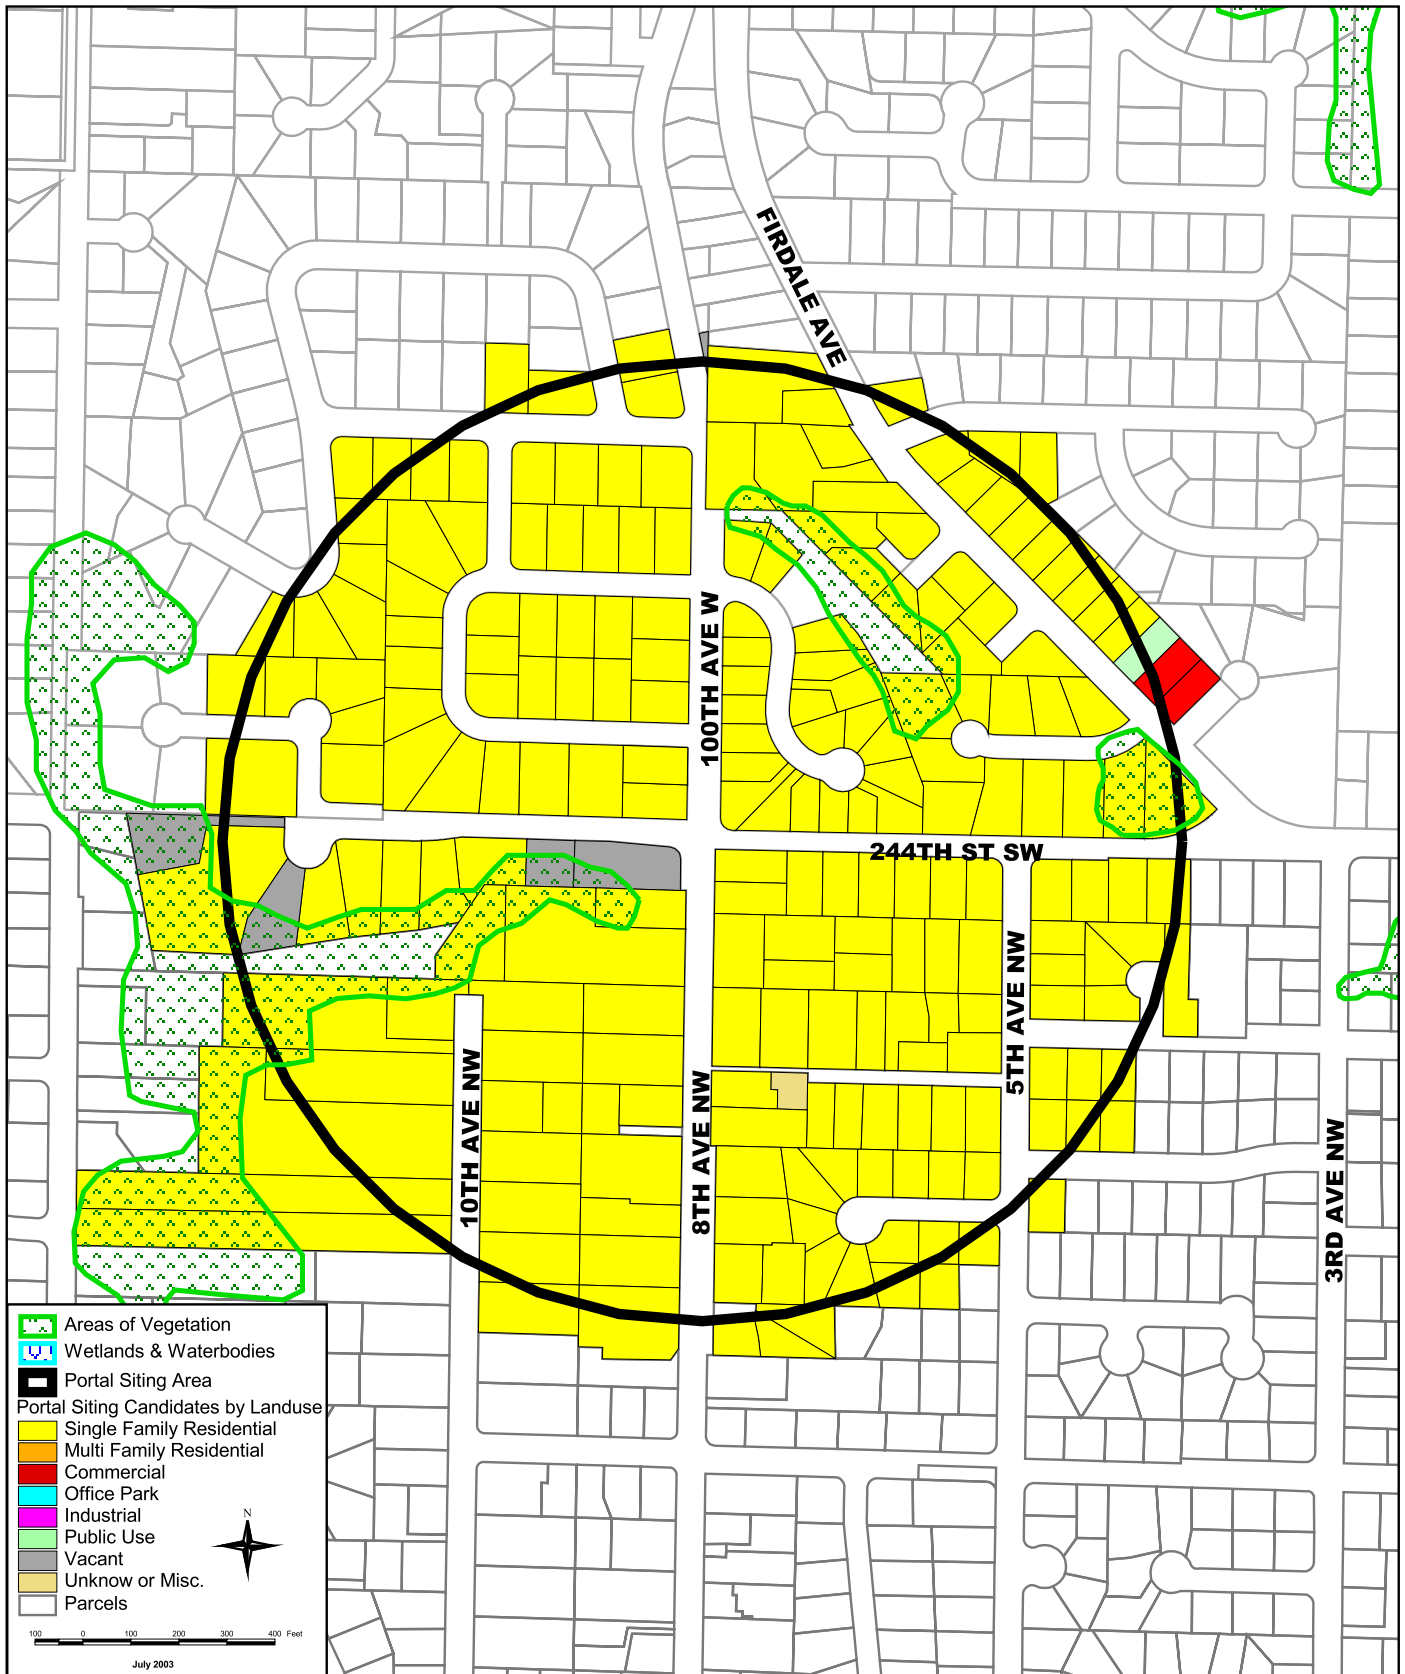 FIRDALE AVE
100TH AVE W
244TH ST SW
5TH AVE NW
10TH AVE NW
8TH AVE NW
3RD AVE NW
Areas of Vegetation
Wetlands & Waterbodies
Portal Siting Area
Portal Siting Candidates by Landuse
Single Family Residential
Multi Family Residential
Commercial
Office Park
Industrial
Public Use
Vacant
Unknow or Misc.
Parcels
N
100 0 100 200 300 400 Feet
July 2003